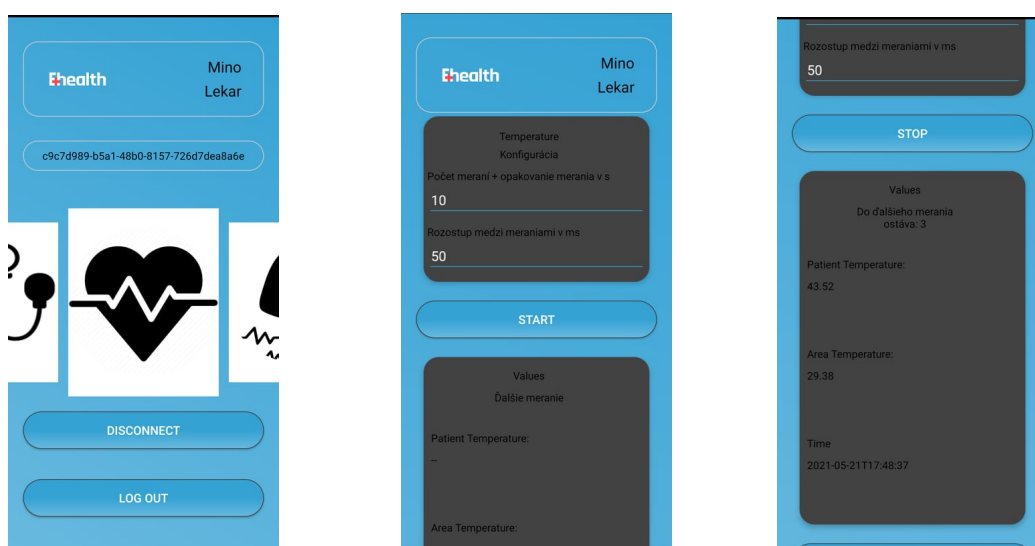 Ehealth
Mino
Lekar
c9c7d989-b5a1-48b0-8157-726d7dea8a6e
DISCONNECT
LOG OUT
Ehealth
Mino
Lekar
Temperature
Konfigurácia
Počet meraní + opakovanie merania v s
10
Rozostup medzi meraniami v ms
50
START
Values
Ďalšie meranie
Patient Temperature:
--
Area Temperature:
Rozostup medzi meraniami v ms
50
STOP
Values
Do ďalšieho merania
ostáva: 3
Patient Temperature:
43.52
Area Temperature:
29.38
Time
2021-05-21T17:48:37